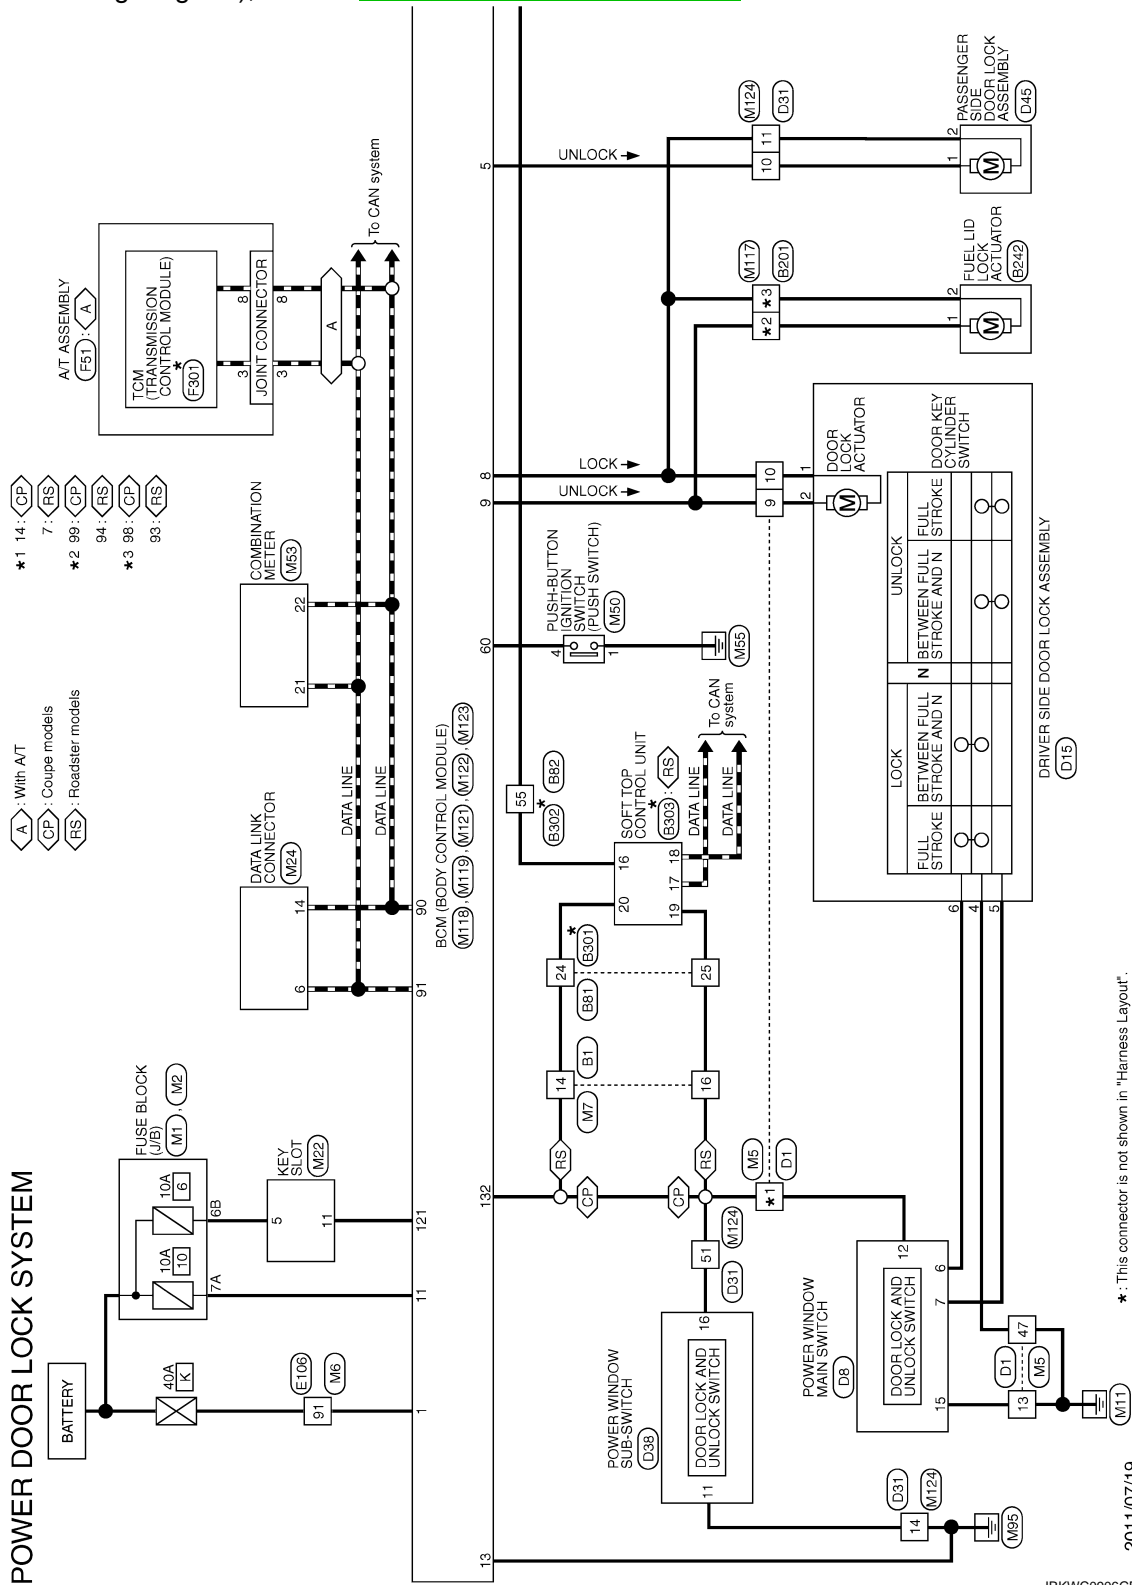 POWER DOOR LOCK SYSTEM
BATTERY
40A
K
E106
91
M6
1
FUSE BLOCK
(J/B)
M1 , M2
10A
10
10A
6
7A
6B
11
KEY
SLOT
M22
5
11
121
A : With A/T
CP : Coupe models
RS : Roadster models
*1 14 : CP
7 : RS
*2 99 : CP
94 : RS
*3 98 : CP
93 : RS
DATA LINK
CONNECTOR
M24
6
14
91
90
DATA LINE
DATA LINE
COMBINATION
METER
M53
21
22
A/T ASSEMBLY
F51 : A
TCM
(TRANSMISSION
CONTROL MODULE)
*
F301
3
8
JOINT CONNECTOR
3
8
A
To CAN system
BCM (BODY CONTROL MODULE)
M118 , M119 , M121 , M122 , M123
13
132
60
9
8
5
POWER WINDOW
SUB-SWITCH
D38
DOOR LOCK AND
UNLOCK SWITCH
11
16
51
D31
M124
D31
14
M124
M95
CP
CP
RS
RS
14
M7
B1
16
24
B81
*
B301
25
20
16
19
17
18
SOFT TOP
CONTROL UNIT
*
B303 : RS
DATA LINE
DATA LINE
To CAN
system
55
*
B302
B82
PUSH-BUTTON
IGNITION
SWITCH
(PUSH SWITCH)
M50
4
1
M55
M5
*1
D1
POWER WINDOW
MAIN SWITCH
D8
DOOR LOCK AND
UNLOCK SWITCH
12
6
7
15
D1
13
47
M5
M11
UNLOCK
LOCK
UNLOCK
9
10
2
1
DOOR
LOCK
ACTUATOR
M
LOCK
N
UNLOCK
FULL
STROKE
BETWEEN FULL
STROKE AND N
BETWEEN FULL
STROKE AND N
FULL
STROKE
DOOR KEY
CYLINDER
SWITCH
6
4
5
DRIVER SIDE DOOR LOCK ASSEMBLY
D15
M117
*2
*3
B201
1
2
M
FUEL LID
LOCK
ACTUATOR
B242
M124
10
11
D31
1
2
M
PASSENGER
SIDE
DOOR LOCK
ASSEMBLY
D45
* : This connector is not shown in "Harness Layout".
2011/07/19